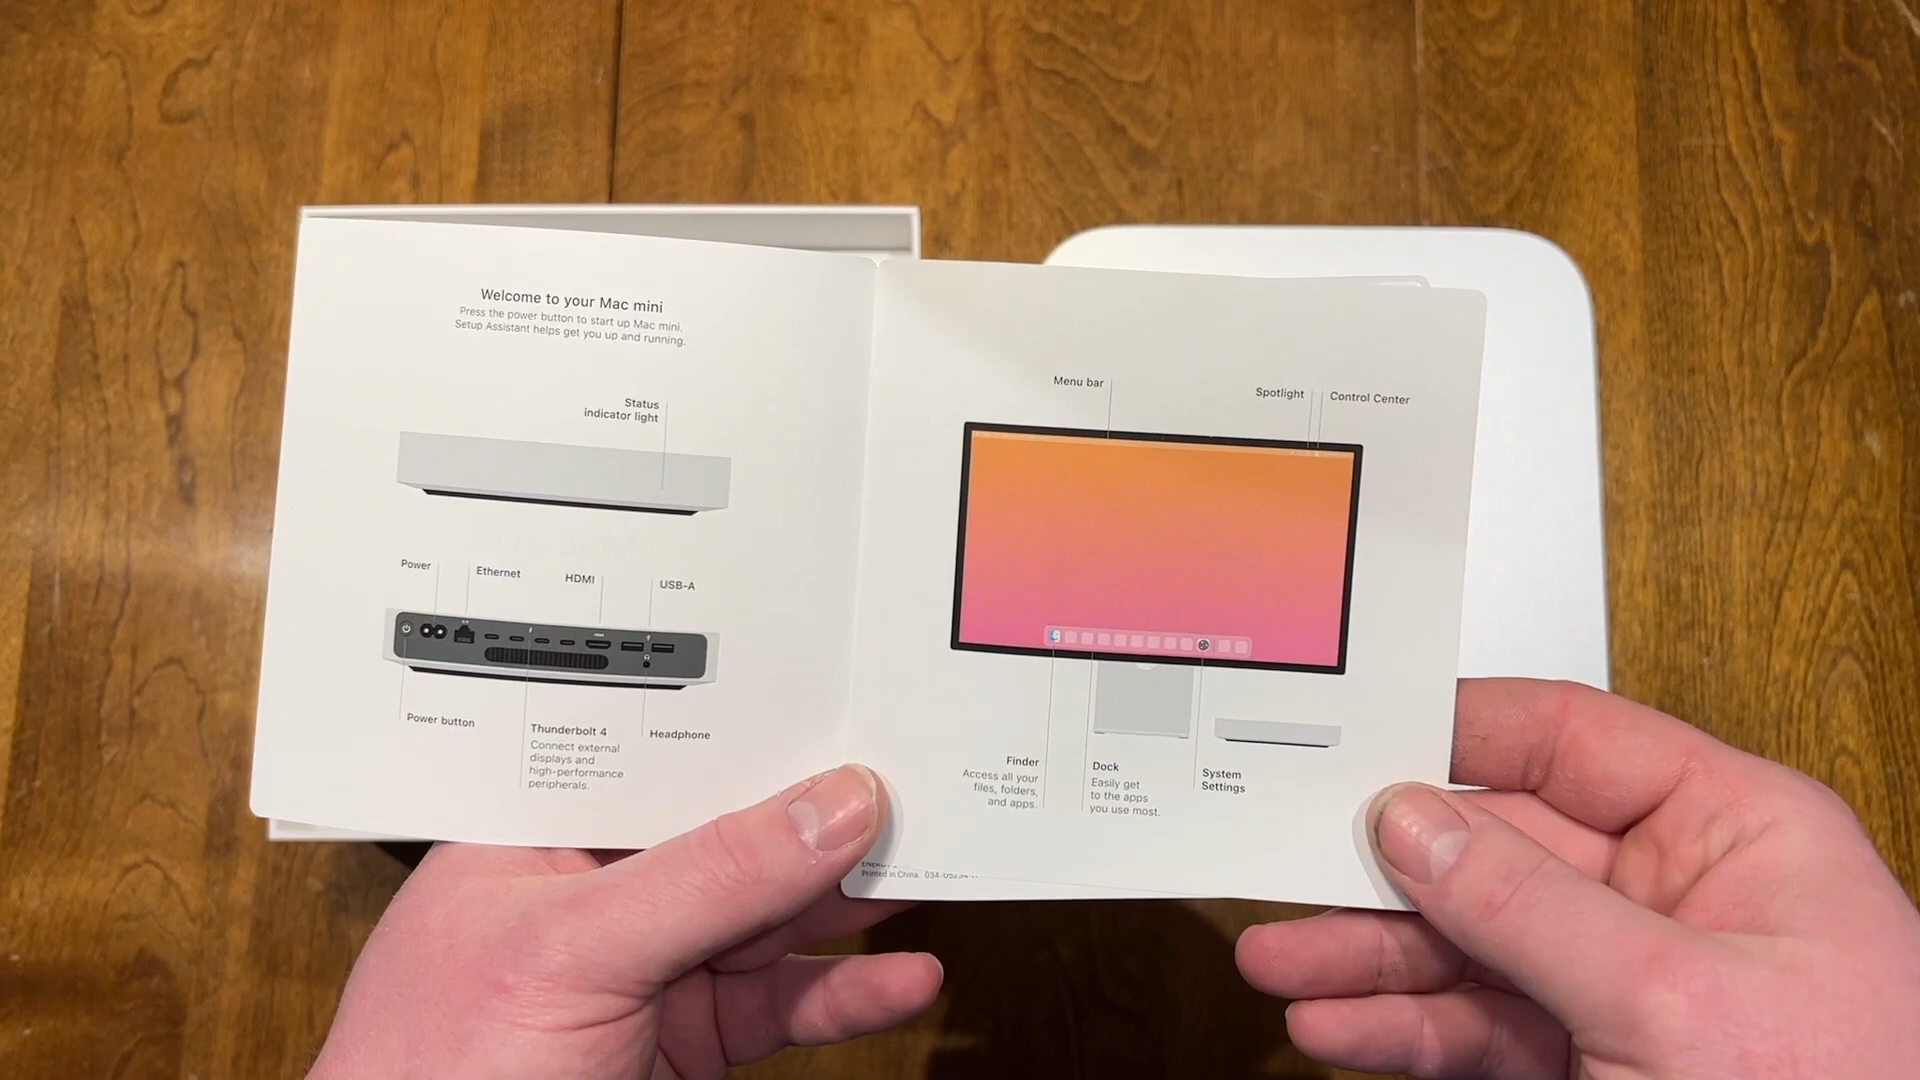 Welcome to your Mac mini
Press the power button to start up Mac mini.
Setup Assistant helps get you up and running.
Status
indicator light
Power
Ethernet
HDMI
USB-A
Power button
Thunderbolt 4
Connect external
displays and
high-performance
peripherals.
Headphone
Menu bar
Spotlight
Control Center
Finder
Access all your
files, folders,
and apps.
Dock
Easily get
to the apps
you use most.
System
Settings
Printed in China.